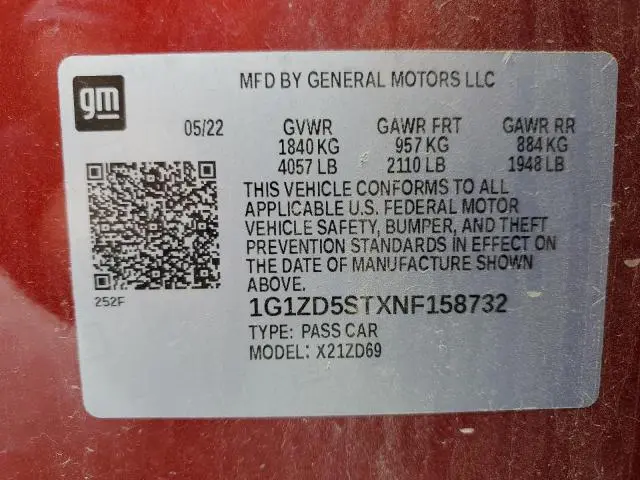 gm
MFD BY GENERAL MOTORS LLC
05/22 GVWR GAWR FRT GAWR RR
1840 KG 957 KG 884 KG
4057 LB 2110 LB 1948 LB
THIS VEHICLE CONFORMS TO ALL
APPLICABLE U.S. FEDERAL MOTOR
VEHICLE SAFETY, BUMPER, AND THEFT
PREVENTION STANDARDS IN EFFECT ON
THE DATE OF MANUFACTURE SHOWN
ABOVE.
252F
1G1ZD5STXNF158732
TYPE: PASS CAR
MODEL: X21ZD69